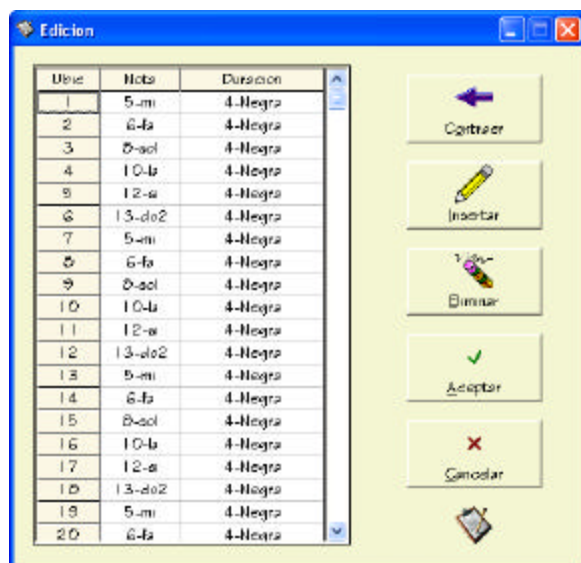 Edicion
Ubic Nota Duracion
1 5-mi 4-Negra
2 6-fa 4-Negra
3 8-sol 4-Negra
4 10-la 4-Negra
5 12-si 4-Negra
6 13-do2 4-Negra
7 5-mi 4-Negra
8 6-fa 4-Negra
9 8-sol 4-Negra
10 10-la 4-Negra
11 12-si 4-Negra
12 13-do2 4-Negra
13 5-mi 4-Negra
14 6-fa 4-Negra
15 8-sol 4-Negra
16 10-la 4-Negra
17 12-si 4-Negra
18 13-do2 4-Negra
19 5-mi 4-Negra
20 6-fa 4-Negra
Contraer
Insertar
Eliminar
Aceptar
Cancelar